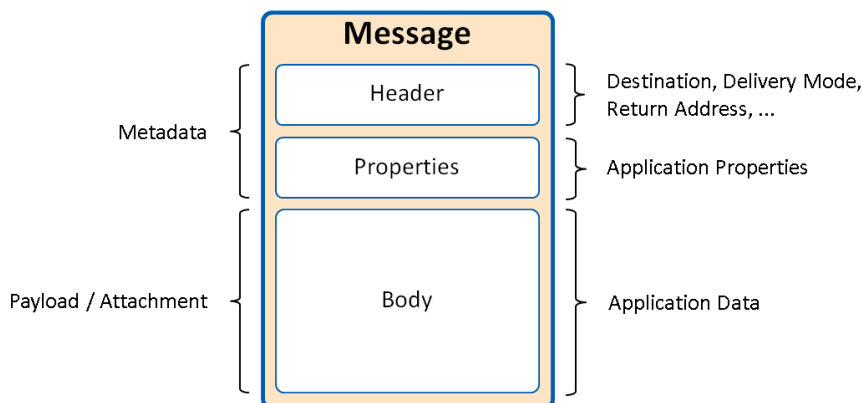 Message
Header
Destination, Delivery Mode,
Return Address, ...
Metadata
Properties
Application Properties
Payload / Attachment
Body
Application Data